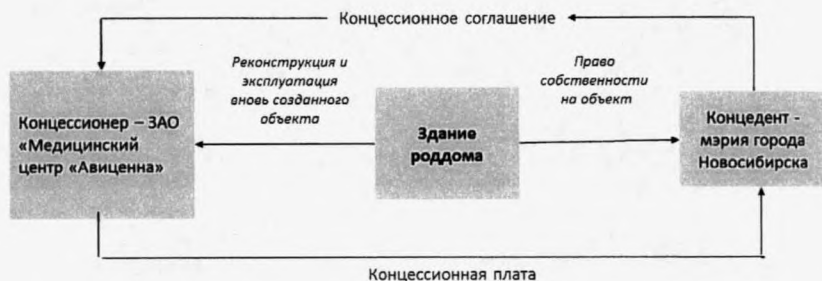 Концессионное соглашение
Реконструкция и
эксплуатация
вновь созданного
объекта
Право
собственности
на объект
Концессионер – ЗАО
«Медицинский
центр «Авиценна»
Здание
роддома
Концедент -
мэрия города
Новосибирска
Концессионная плата